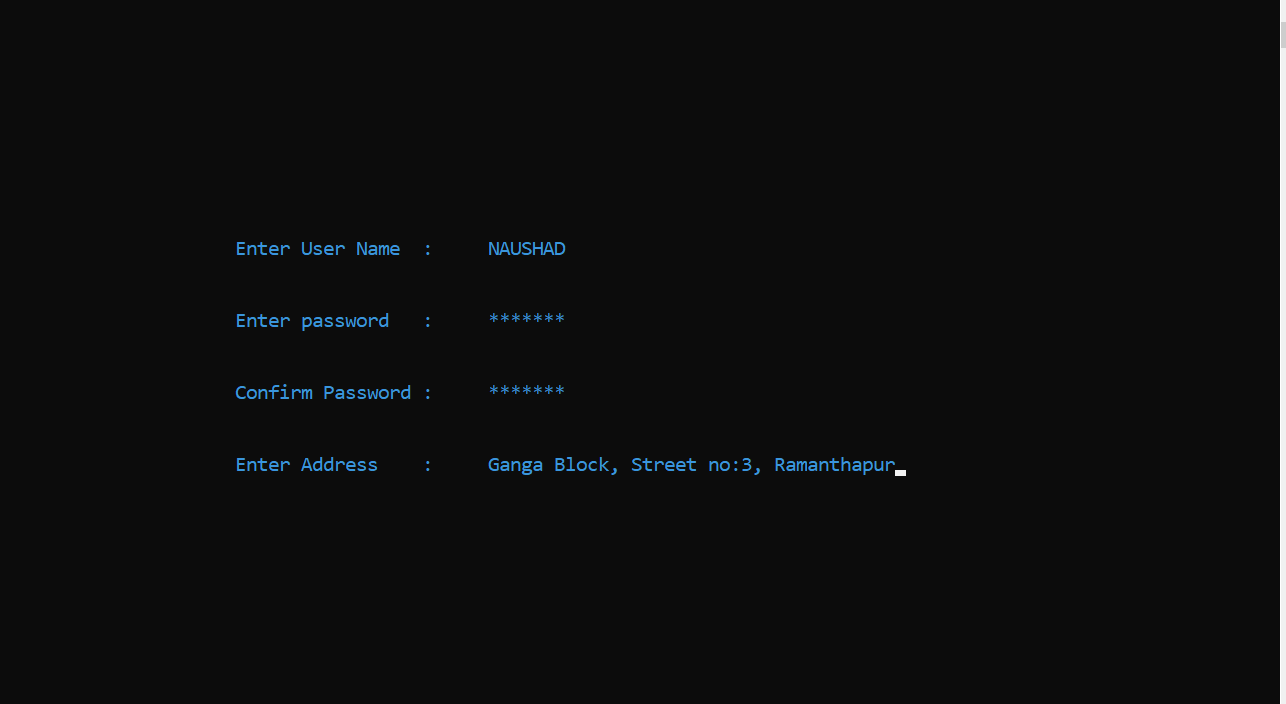 Enter User Name : NAUSHAD
Enter password : *******
Confirm Password : *******
Enter Address : Ganga Block, Street no:3, Ramanthapur